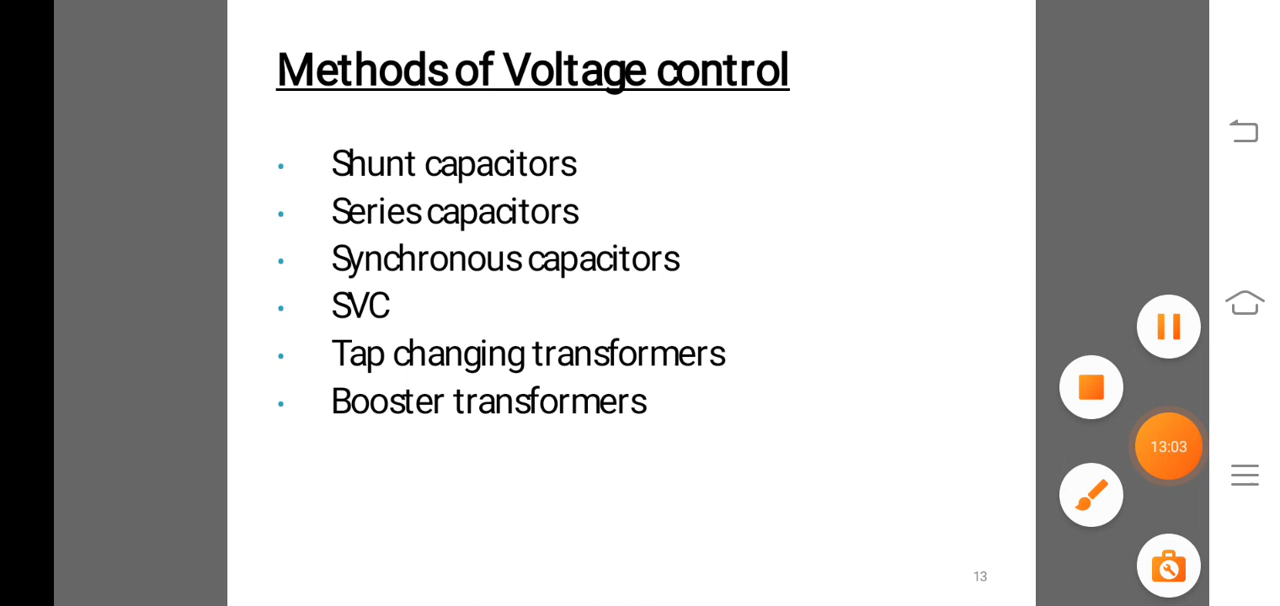 Methods of Voltage control
• Shunt capacitors
• Series capacitors
• Synchronous capacitors
• SVC
• Tap changing transformers
• Booster transformers
13:03
13